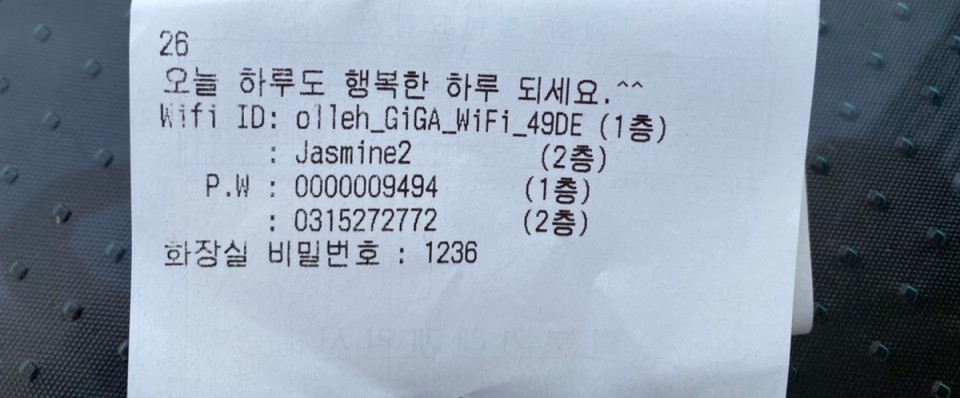 26
오늘 하루도 행복한 하루 되세요.^^
Wifi ID: olleh_GiGA_WiFi_49DE (1층)
: Jasmine2 (2층)
P.W : 0000009494 (1층)
: 0315272772 (2층)
화장실 비밀번호 : 1236